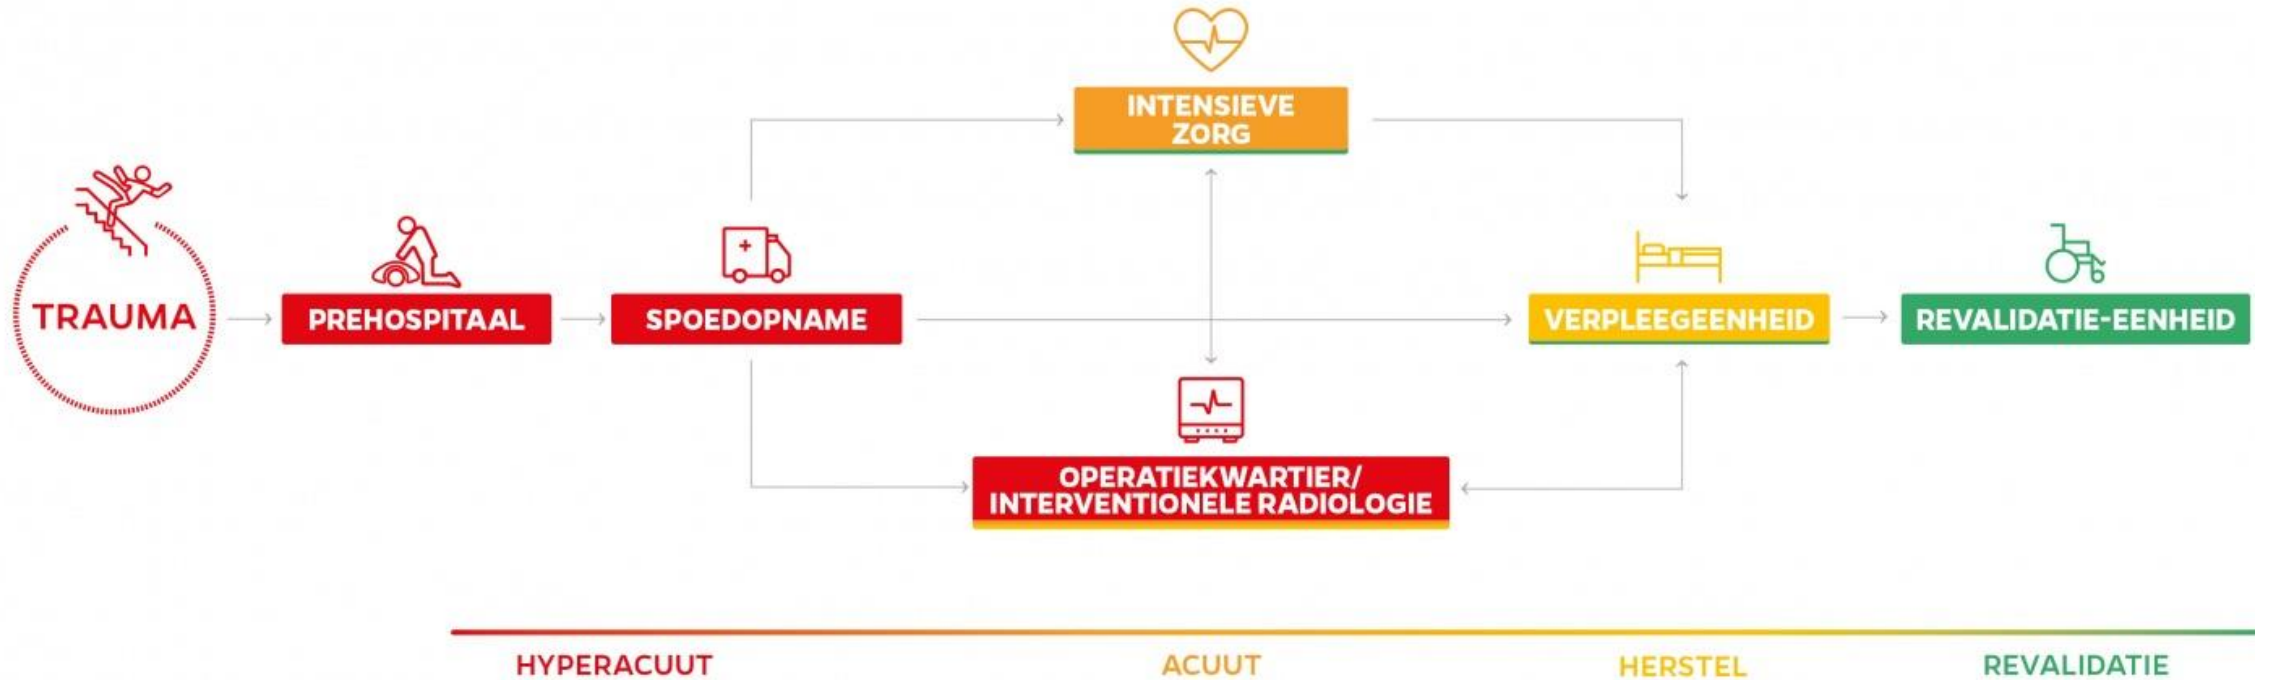 INTENSIEVE
ZORG
TRAUMA
PREHOSPITAAL
SPOEDOPNAME
VERPLEEGEENHEID
REVALIDATIE-EENHEID
OPERATIEKWARTIER/
INTERVENTIONELE RADIOLOGIE
HYPERACUUT
ACUUT
HERSTEL
REVALIDATIE